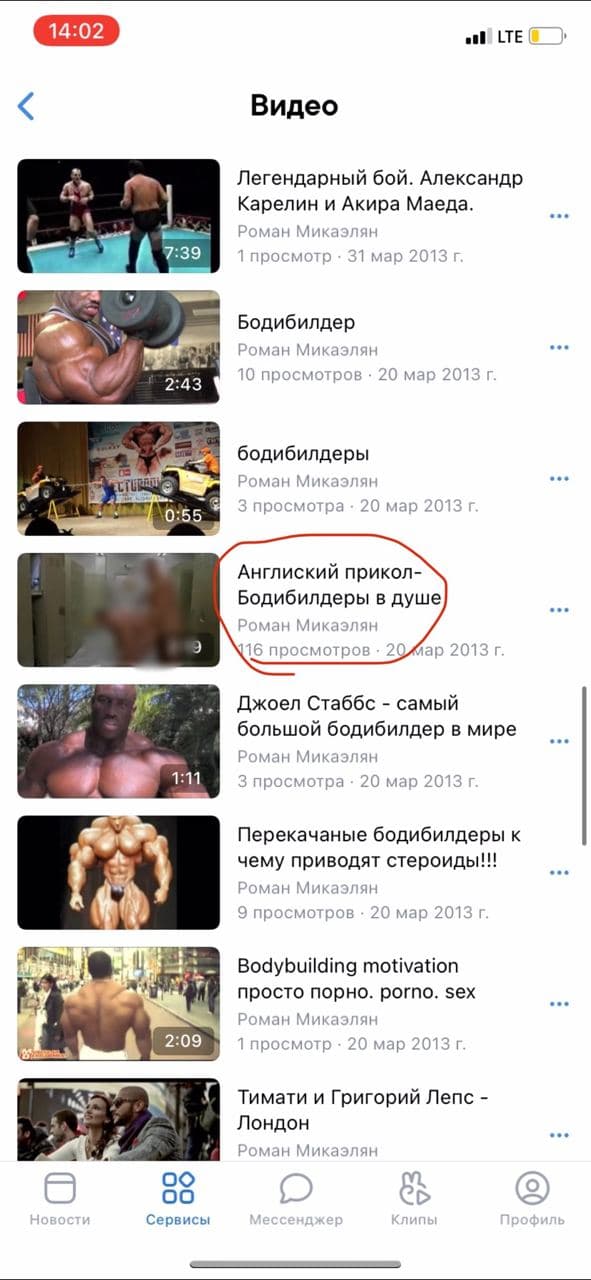 14:02
LTE
Видео
Легендарный бой. Александр
Карелин и Акира Маеда.
Роман Микаэлян
1 просмотр · 31 мар 2013 г.
7:39
Бодибилдер
Роман Микаэлян
10 просмотров · 20 мар 2013 г.
2:43
бодибилдеры
Роман Микаэлян
3 просмотра · 20 мар 2013 г.
0:55
Англиский прикол-
Бодибилдеры в душе
Роман Микаэлян
116 просмотров · 20 мар 2013 г.
Джоел Стаббс - самый
большой бодибилдер в мире
Роман Микаэлян
3 просмотра · 20 мар 2013 г.
1:11
Перекачаные бодибилдеры к
чему приводят стероиды!!!
Роман Микаэлян
9 просмотров · 20 мар 2013 г.
Bodybuilding motivation
просто порно. porno. sex
Роман Микаэлян
1 просмотр · 20 мар 2013 г.
2:09
Тимати и Григорий Лепс -
Лондон
Роман Микаэлян
Новости
Сервисы
Мессенджер
Клипы
Профиль